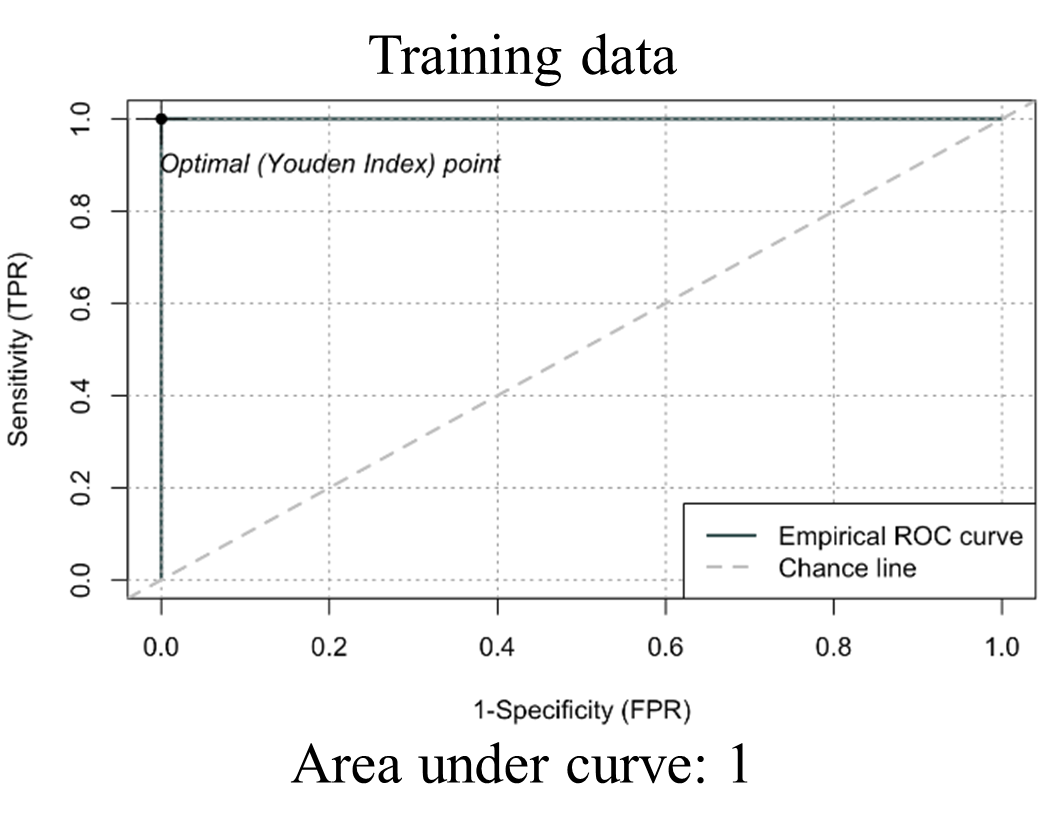 Training data
Optimal (Youden Index) point
Sensitivity (TPR)
1.0
0.8
0.6
0.4
0.2
0.0
Empirical ROC curve
Chance line
0.0 0.2 0.4 0.6 0.8 1.0
1-Specificity (FPR)
Area under curve: 1